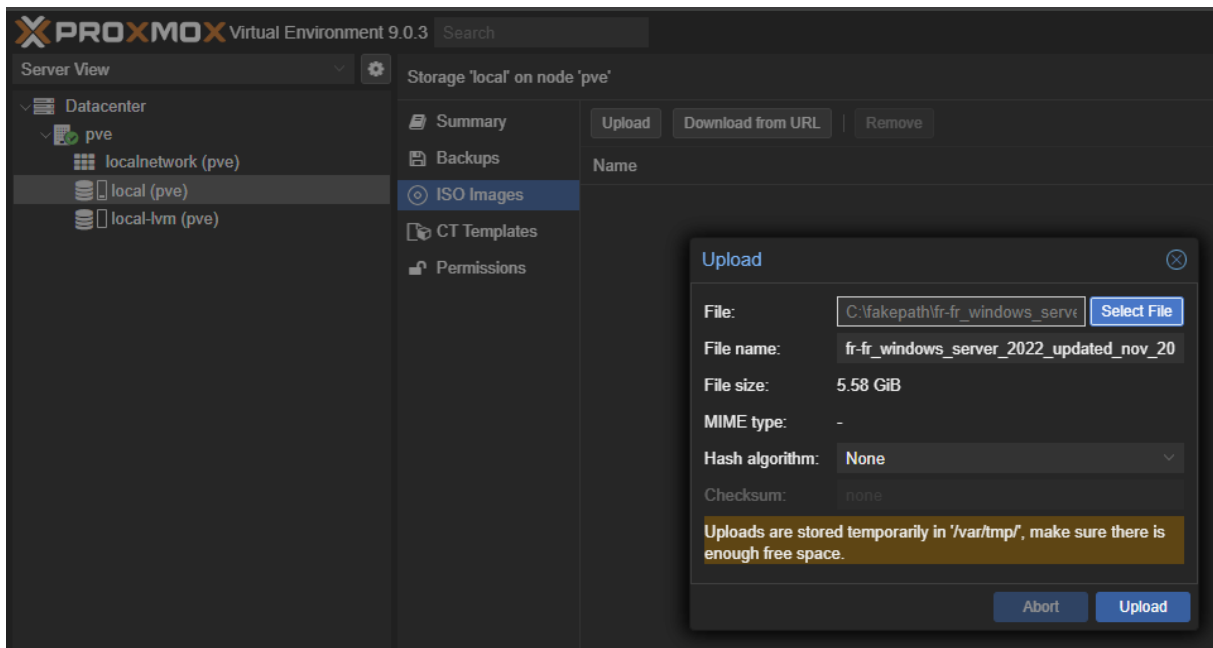 PROXMOX Virtual Environment 9.0.3 Search
Server View
Storage 'local' on node 'pve'
Datacenter
pve
localnetwork (pve)
local (pve)
local-lvm (pve)
Summary
Backups
ISO Images
CT Templates
Permissions
Upload Download from URL Remove
Name
Upload
File: C:\fakepath\fr-fr_windows_serve Select File
File name: fr-fr_windows_server_2022_updated_nov_20
File size: 5.58 GiB
MIME type: -
Hash algorithm: None
Checksum: none
Uploads are stored temporarily in '/var/tmp/', make sure there is
enough free space.
Abort Upload